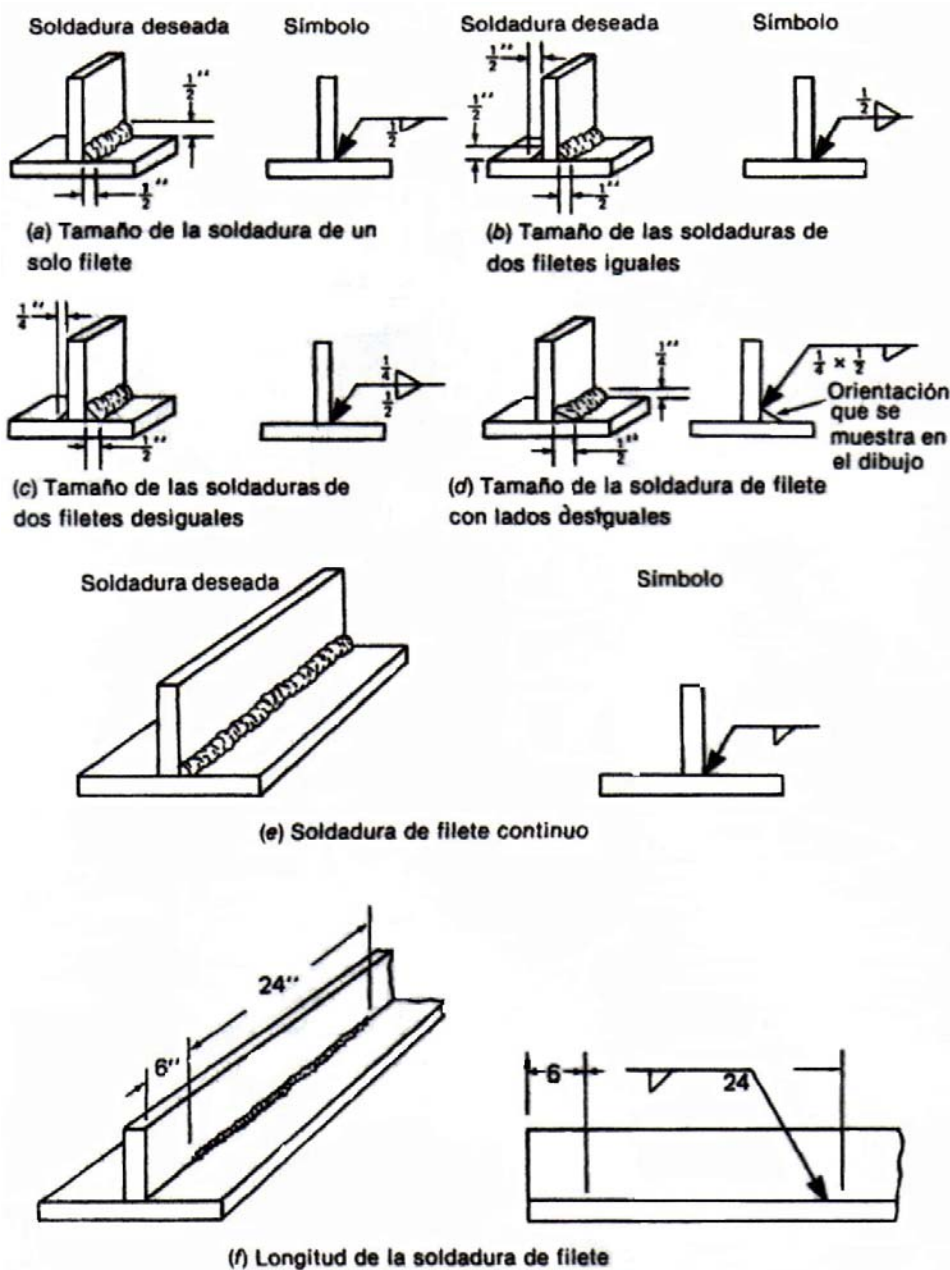 Soldadura deseada
Símbolo
Soldadura deseada
Símbolo
1/2"
1/2"
1/2
1/2"
1/2"
1/2"
1/2
(a) Tamaño de la soldadura de un
solo filete
(b) Tamaño de las soldaduras de
dos filetes iguales
1/4"
1/2"
1/4
1/2
1/4"
1/2"
1/4 × 1/2
Orientación
que se
muestra en
el dibujo
(c) Tamaño de las soldaduras de
dos filetes desiguales
(d) Tamaño de la soldadura de filete
con lados desiguales
Soldadura deseada
Símbolo
(e) Soldadura de filete continuo
24"
6"
6
24
(f) Longitud de la soldadura de filete